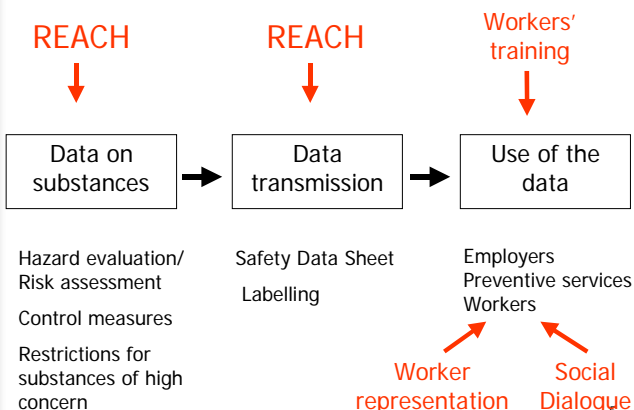 REACH
REACH
Workers'
training
Data on
substances
Data
transmission
Use of the
data
Hazard evaluation/
Risk assessment
Control measures
Restrictions for
substances of high
concern
Safety Data Sheet
Labelling
Employers
Preventive services
Workers
Worker
representation
Social
Dialogue